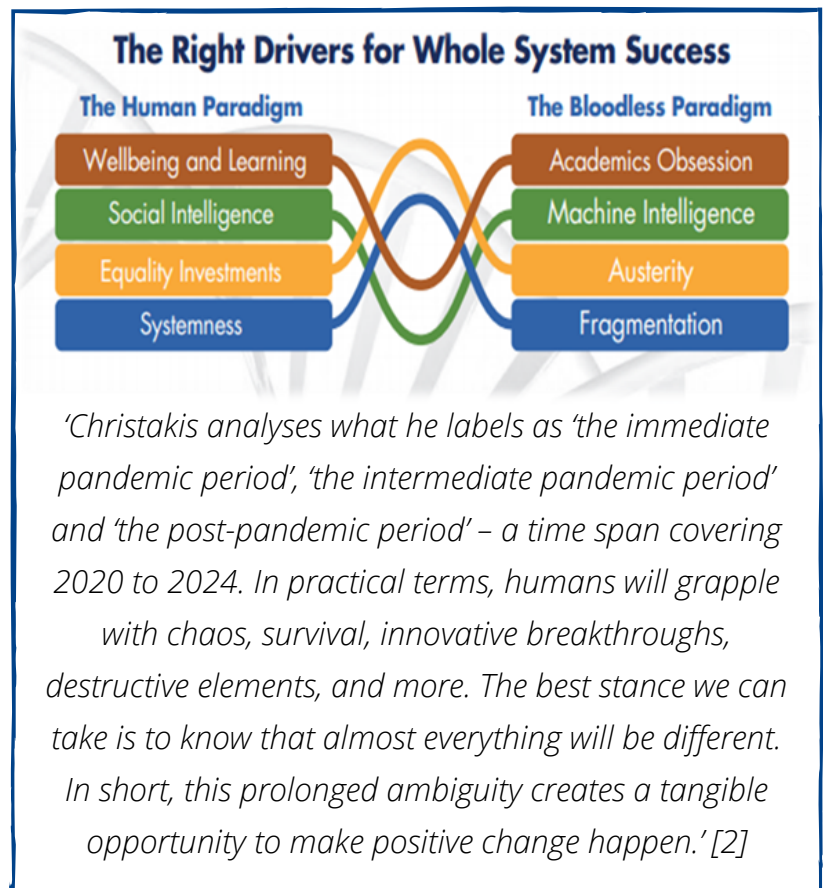 The Right Drivers for Whole System Success
The Human Paradigm
The Bloodless Paradigm
Wellbeing and Learning
Academics Obsession
Social Intelligence
Machine Intelligence
Equality Investments
Austerity
Systemness
Fragmentation
‘Christakis analyses what he labels as ‘the immediate
pandemic period’, ‘the intermediate pandemic period’
and ‘the post-pandemic period’ – a time span covering
2020 to 2024. In practical terms, humans will grapple
with chaos, survival, innovative breakthroughs,
destructive elements, and more. The best stance we can
take is to know that almost everything will be different.
In short, this prolonged ambiguity creates a tangible
opportunity to make positive change happen.’ [2]